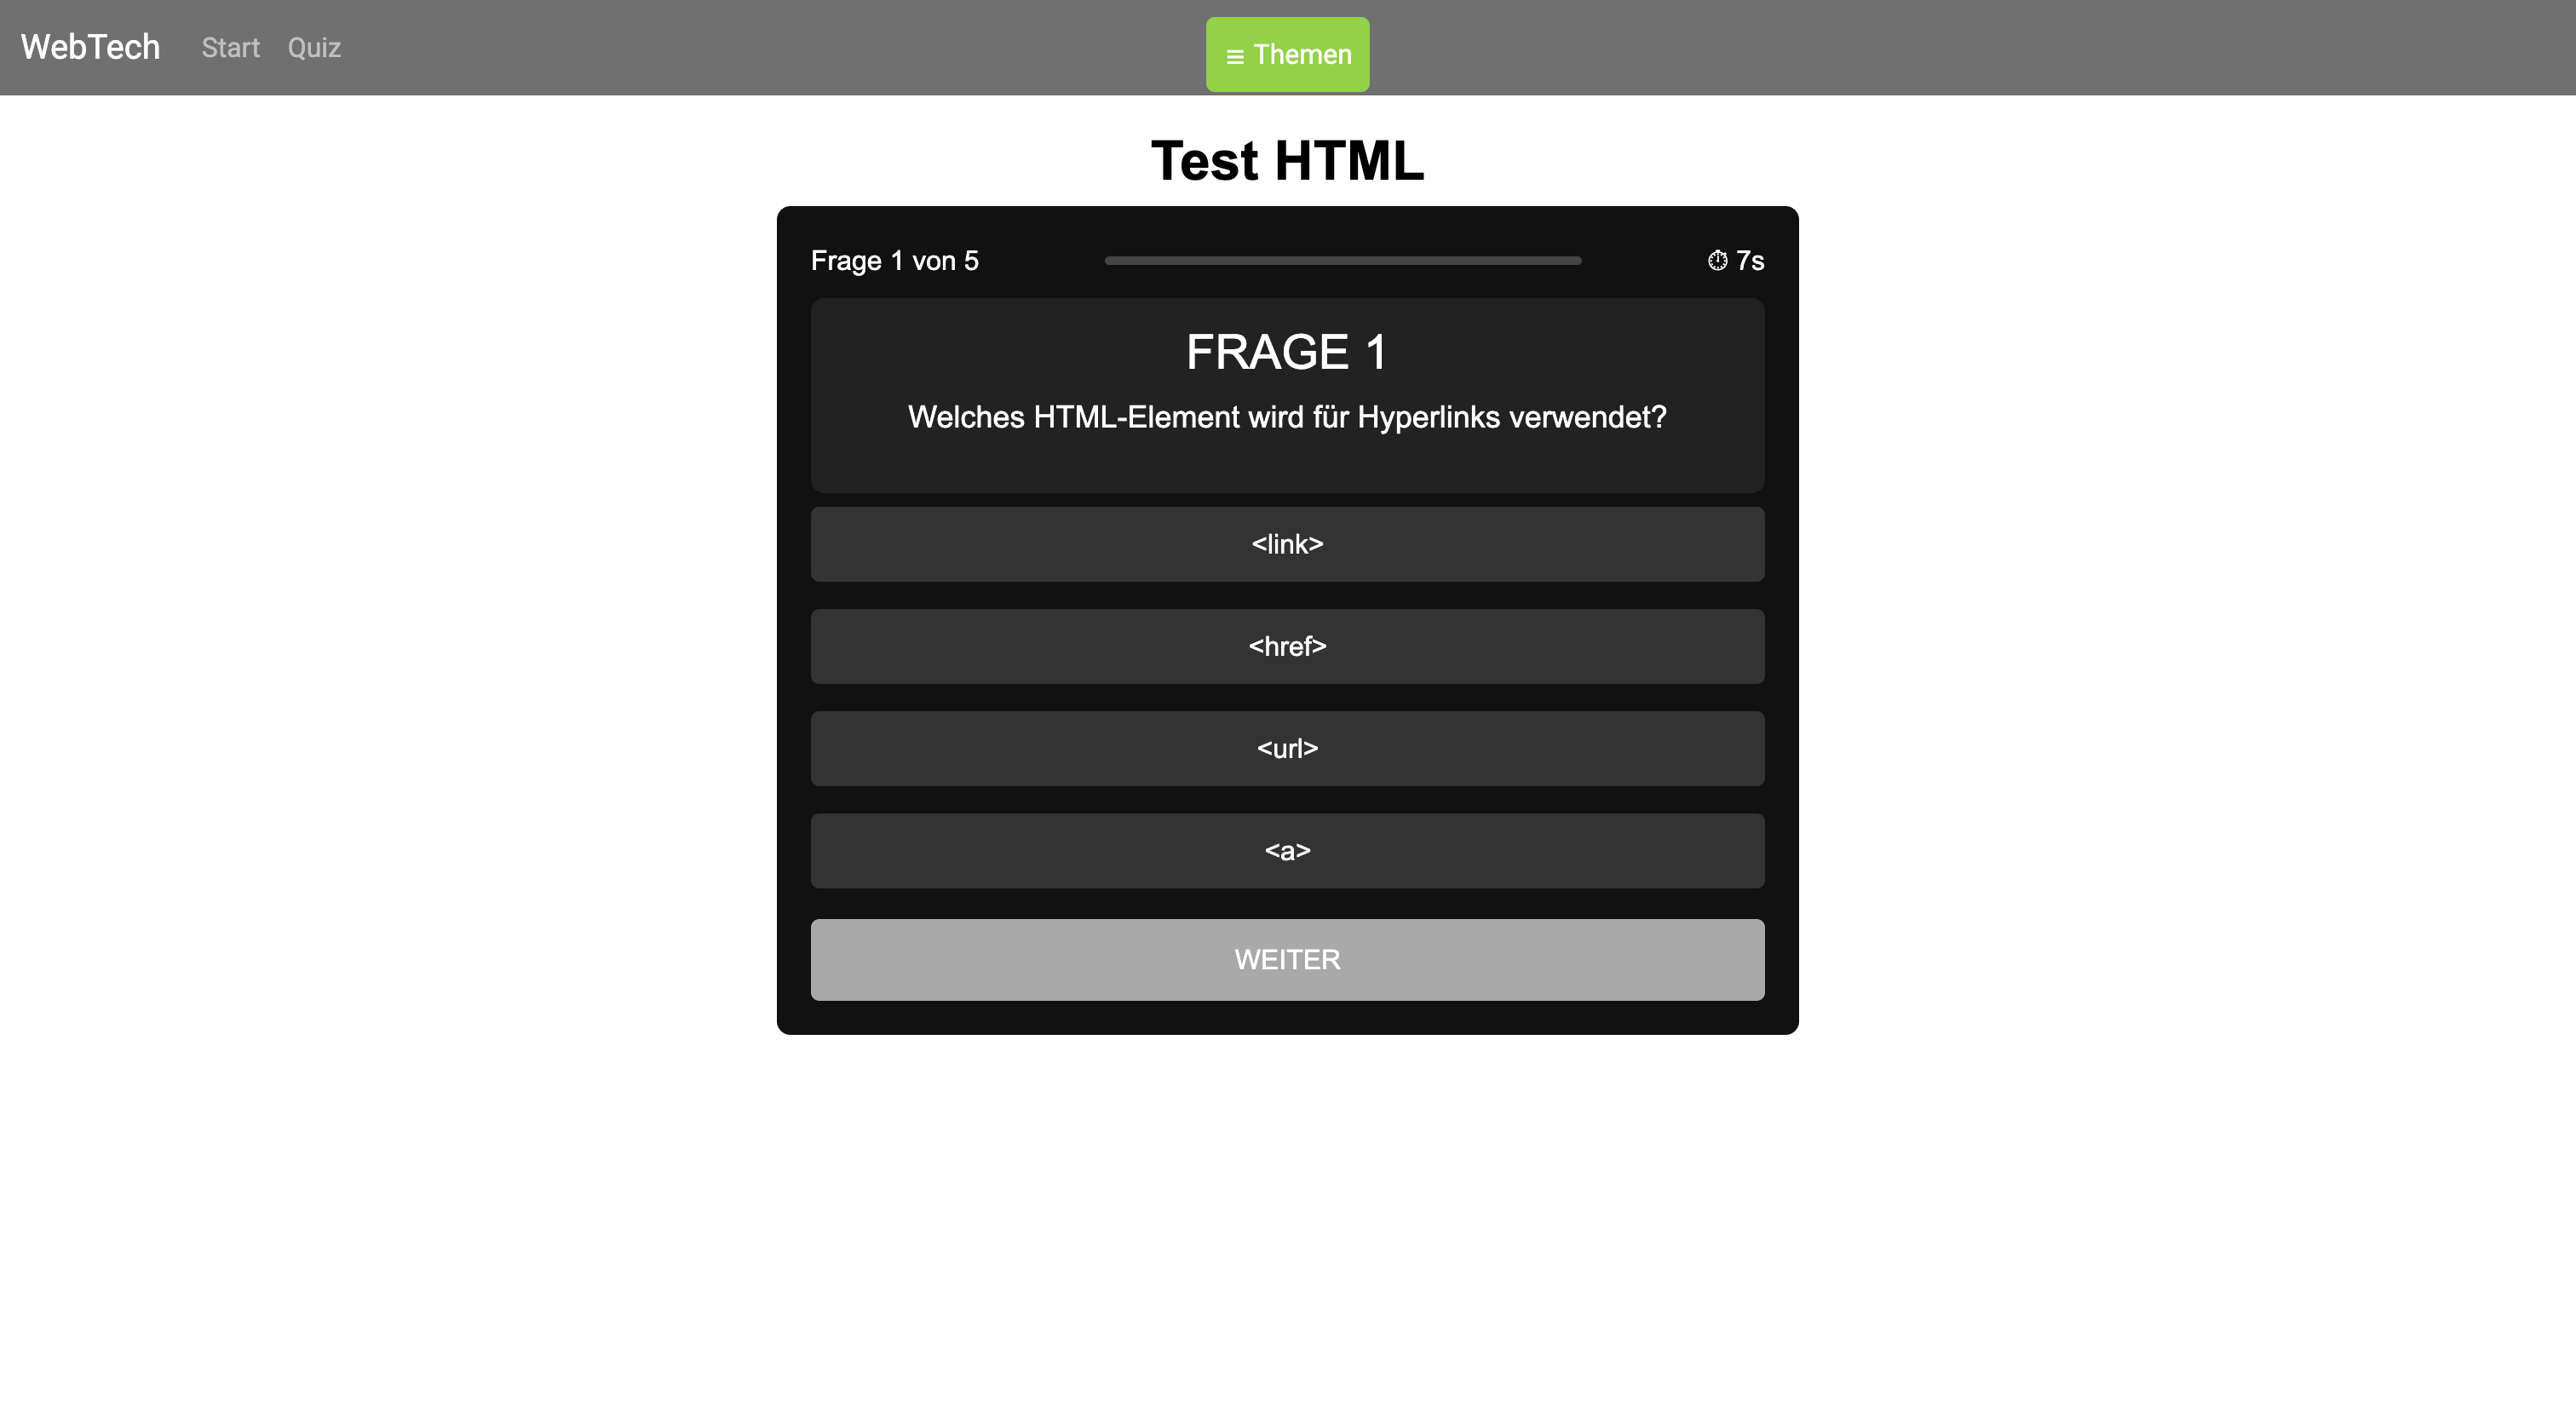 WebTech Start Quiz ≡ Themen
Test HTML
Frage 1 von 5 ⏱ 7s
FRAGE 1
Welches HTML-Element wird für Hyperlinks verwendet?
<link>
<href>
<url>
<a>
WEITER